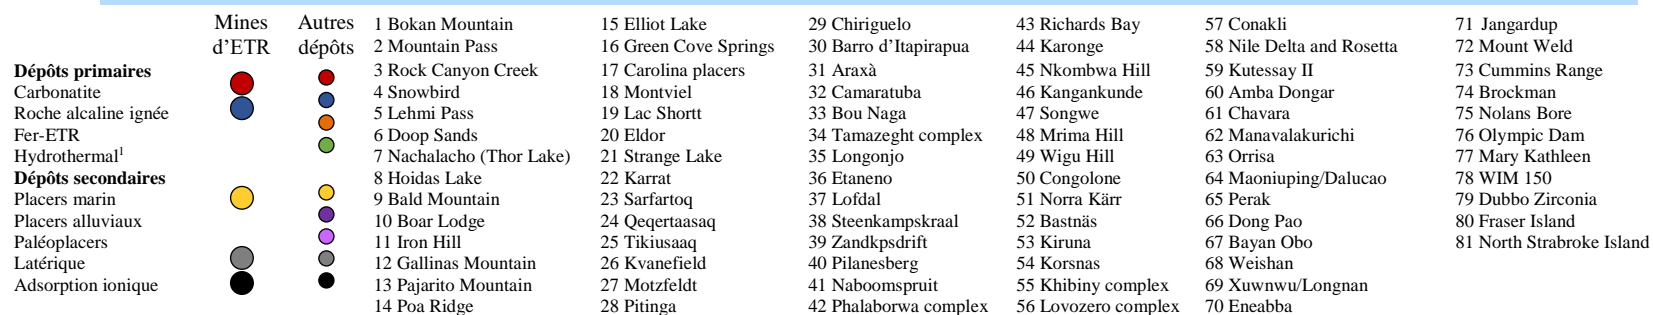 Mines d'ETR
Autres dépôts
Dépôts primaires
Carbonatite
Roche alcaline ignée
Fer-ETR
Hydrothermal¹
Dépôts secondaires
Placers marin
Placers alluviaux
Paléoplacers
Latérique
Adsorption ionique
1 Bokan Mountain
2 Mountain Pass
3 Rock Canyon Creek
4 Snowbird
5 Lehmi Pass
6 Doop Sands
7 Nachalacho (Thor Lake)
8 Hoidas Lake
9 Bald Mountain
10 Boar Lodge
11 Iron Hill
12 Gallinas Mountain
13 Pajarito Mountain
14 Poa Ridge
15 Elliot Lake
16 Green Cove Springs
17 Carolina placers
18 Montviel
19 Lac Shortt
20 Eldor
21 Strange Lake
22 Karrat
23 Sarfartoq
24 Qeqertaasaq
25 Tikiusaaq
26 Kvanefield
27 Motzfeldt
28 Pitinga
29 Chiriguelo
30 Barro d'Itapirapua
31 Araxà
32 Camaratuba
33 Bou Naga
34 Tamazeght complex
35 Longonjo
36 Etaneno
37 Lofdal
38 Steenkampskraal
39 Zandkpsdrift
40 Pilanesberg
41 Naboomspruit
42 Phalaborwa complex
43 Richards Bay
44 Karonge
45 Nkombwa Hill
46 Kangankunde
47 Songwe
48 Mrima Hill
49 Wigu Hill
50 Congolone
51 Norra Kärr
52 Bastnäs
53 Kiruna
54 Korsnas
55 Khibiny complex
56 Lovozero complex
57 Conakli
58 Nile Delta and Rosetta
59 Kutessay II
60 Amba Dongar
61 Chavara
62 Manavalakurichi
63 Orrisa
64 Maoniuping/Dalucao
65 Perak
66 Dong Pao
67 Bayan Obo
68 Weishan
69 Xuwnwu/Longnan
70 Eneabba
71 Jangardup
72 Mount Weld
73 Cummins Range
74 Brockman
75 Nolans Bore
76 Olympic Dam
77 Mary Kathleen
78 WIM 150
79 Dubbo Zirconia
80 Fraser Island
81 North Strabroke Island